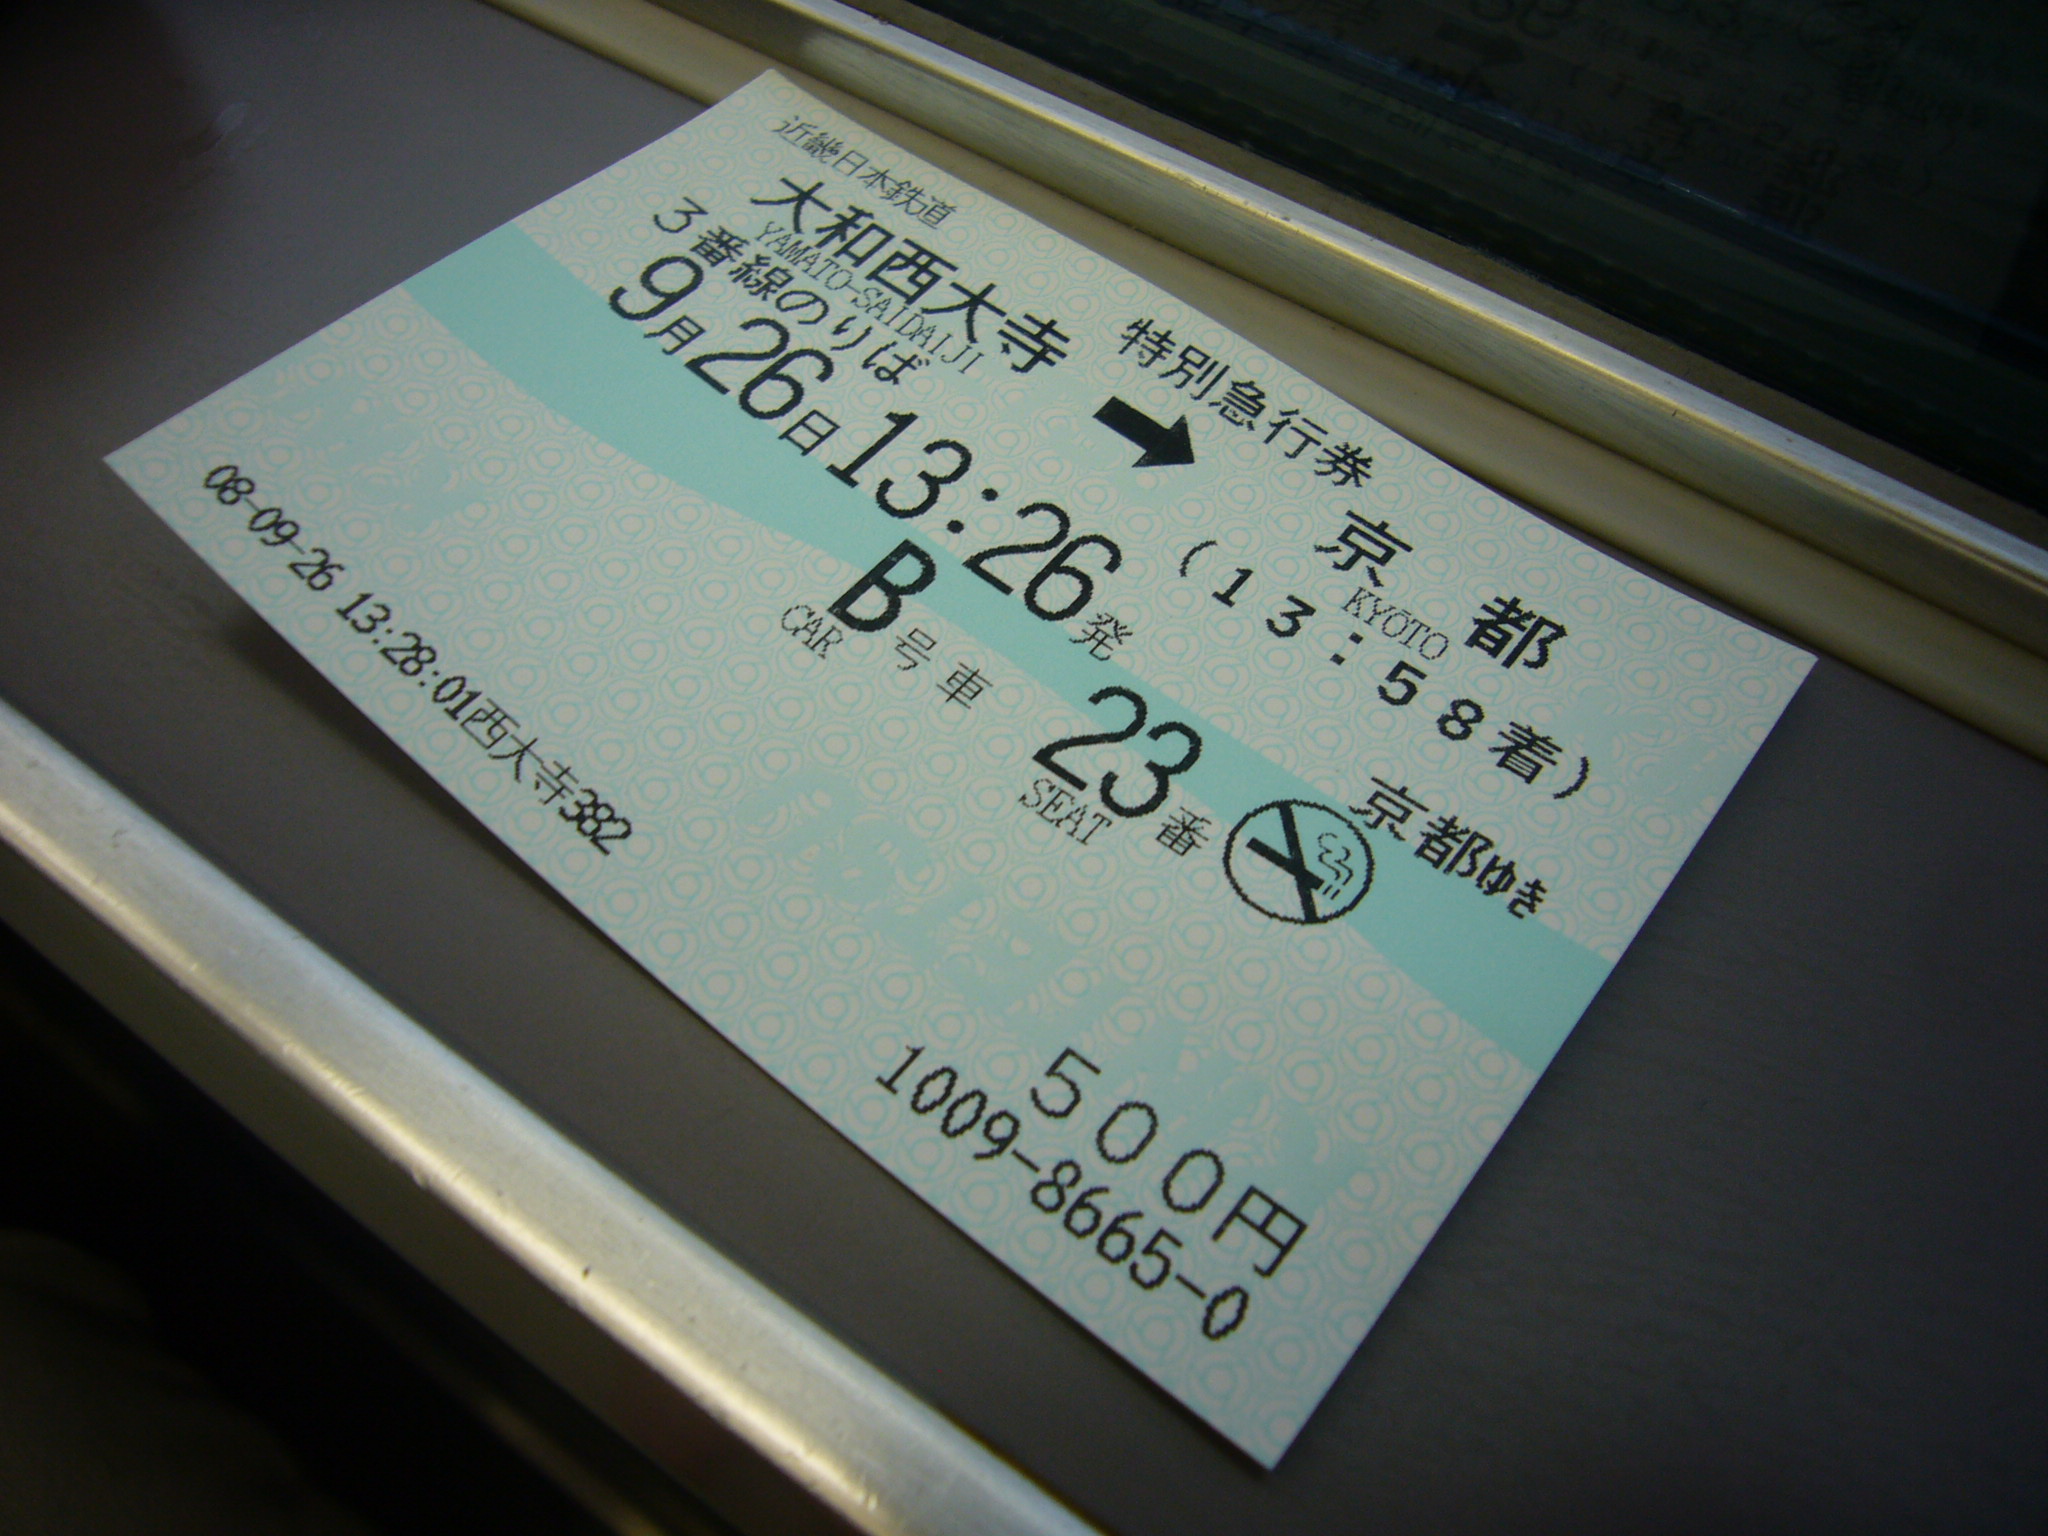 近畿日本鉄道
特別急行券
大和西大寺 ➡ 京都
YAMATO-SAIDAIJI KYOTO
3番線のりば (13:58着)
9月26日 13:26発 京都ゆき
B号車 23番
CAR SEAT
500円
08-09-26 13:28:01西大寺382 1009-8665-0